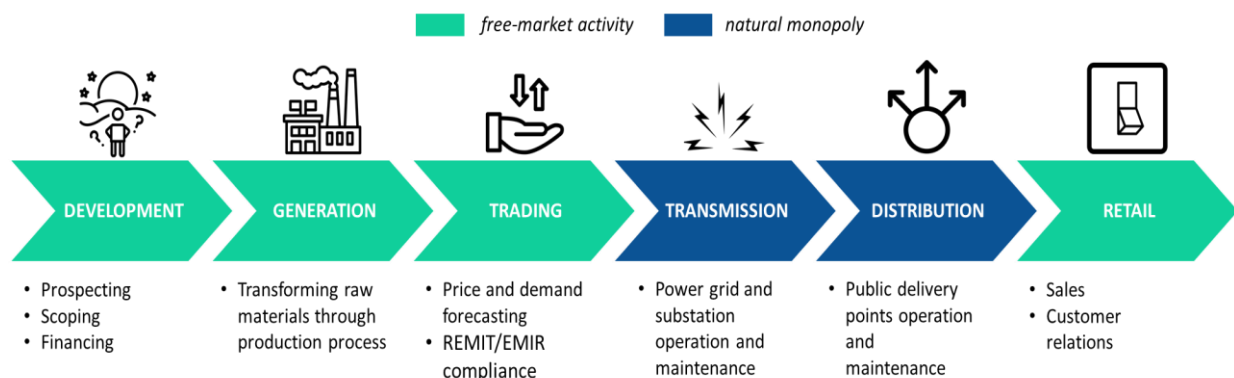 free-market activity
natural monopoly
? ?
DEVELOPMENT
GENERATION
TRADING
TRANSMISSION
DISTRIBUTION
RETAIL
• Prospecting
• Scoping
• Financing
• Transforming raw
materials through
production process
• Price and demand
forecasting
• REMIT/EMIR
compliance
• Power grid and
substation
operation and
maintenance
• Public delivery
points operation
and
maintenance
• Sales
• Customer
relations